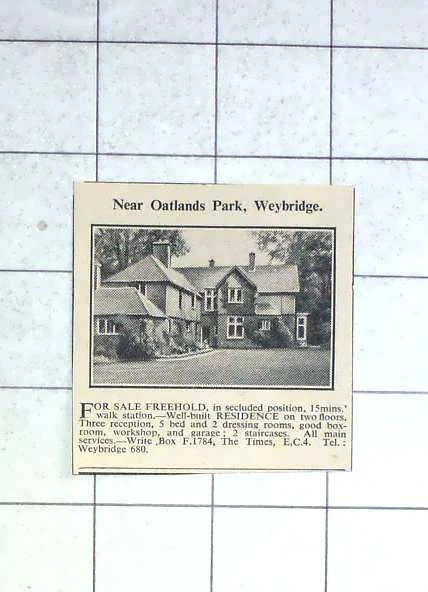 Near Oatlands Park, Weybridge.
FOR SALE FREEHOLD, in secluded position, 15mins.'
walk station.—Well-built RESIDENCE on two floors,
Three reception, 5 bed and 2 dressing rooms, good box-
room, workshop, and garage; 2 staircases. All main
services.—Write Box F.1784, The Times, E.C.4. Tel.:
Weybridge 680.